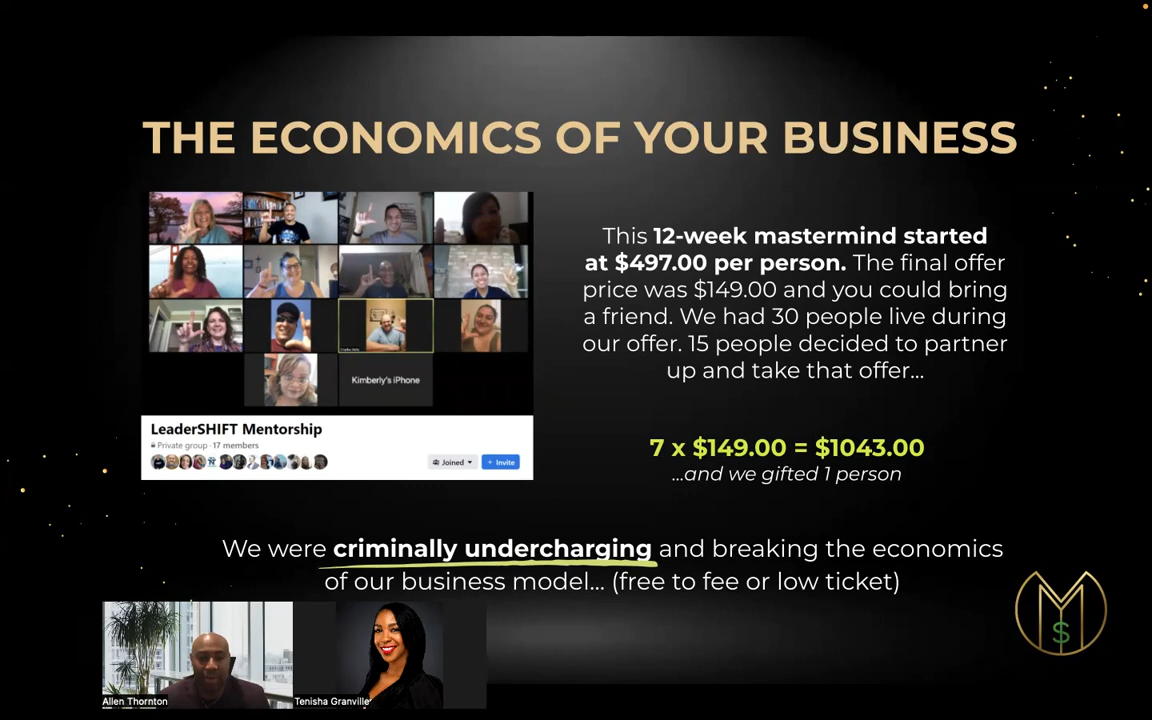 THE ECONOMICS OF YOUR BUSINESS
This 12-week mastermind started
at $497.00 per person. The final offer
price was $149.00 and you could bring
a friend. We had 30 people live during
our offer. 15 people decided to partner
up and take that offer...
Kimberly's iPhone
LeaderSHIFT Mentorship
Private group · 17 members
Joined
+ Invite
7 x $149.00 = $1043.00
...and we gifted 1 person
We were criminally undercharging and breaking the economics
of our business model... (free to fee or low ticket)
M$
Allen Thornton
Tenisha Granville